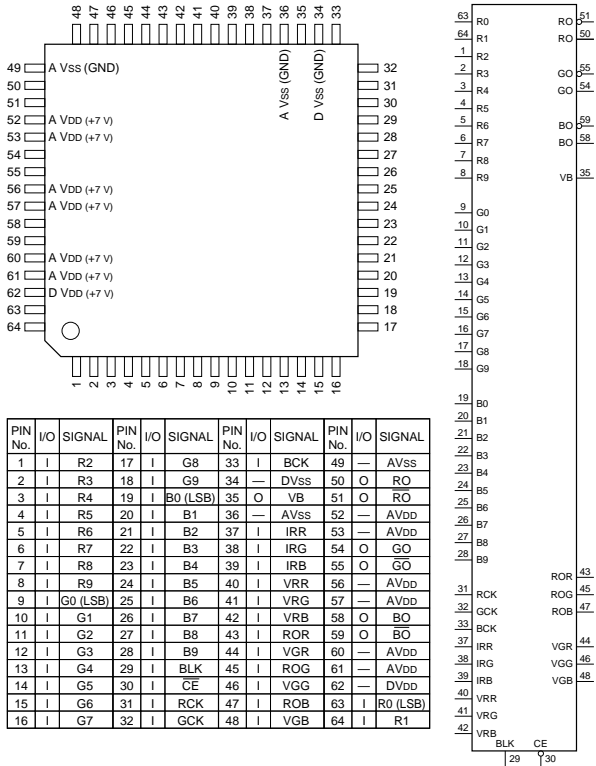 48 47 46 45 44 43 42 41 40 39 38 37 36 35 34 33
49 A VSS (GND)
50
51
52 A VDD (+7 V)
53 A VDD (+7 V)
54
55
56 A VDD (+7 V)
57 A VDD (+7 V)
58
59
60 A VDD (+7 V)
61 A VDD (+7 V)
62 D VDD (+7 V)
63
64
A VSS (GND)
D VSS (GND)
32
31
30
29
28
27
26
25
24
23
22
21
20
19
18
17
1 2 3 4 5 6 7 8 9 10 11 12 13 14 15 16
PIN No. I/O SIGNAL PIN No. I/O SIGNAL PIN No. I/O SIGNAL PIN No. I/O SIGNAL
1 I R2 17 I G8 33 I BCK 49 — AVSS
2 I R3 18 I G9 34 — DVSS 50 O RO
3 I R4 19 I B0 (LSB) 35 O VB 51 O R̅O̅
4 I R5 20 I B1 36 — AVSS 52 — AVDD
5 I R6 21 I B2 37 I IRR 53 — AVDD
6 I R7 22 I B3 38 I IRG 54 O GO
7 I R8 23 I B4 39 I IRB 55 O G̅O̅
8 I R9 24 I B5 40 I VRR 56 — AVDD
9 I G0 (LSB) 25 I B6 41 I VRG 57 — AVDD
10 I G1 26 I B7 42 I VRB 58 O BO
11 I G2 27 I B8 43 I ROR 59 O B̅O̅
12 I G3 28 I B9 44 I VGR 60 — AVDD
13 I G4 29 I BLK 45 I ROG 61 — AVDD
14 I G5 30 I C̅E̅ 46 I VGG 62 — DVDD
15 I G6 31 I RCK 47 I ROB 63 I R0 (LSB)
16 I G7 32 I GCK 48 I VGB 64 I R1
63 R0
64 R1
1 R2
2 R3
3 R4
4 R5
5 R6
6 R7
7 R8
8 R9
9 G0
10 G1
11 G2
12 G3
13 G4
14 G5
15 G6
16 G7
17 G8
18 G9
19 B0
20 B1
21 B2
22 B3
23 B4
24 B5
25 B6
26 B7
27 B8
28 B9
31 RCK
32 GCK
33 BCK
37 IRR
38 IRG
39 IRB
40 VRR
41 VRG
42 VRB
RO 51
RO 50
GO 55
GO 54
BO 59
BO 58
VB 35
ROR 43
ROG 45
ROB 47
VGR 44
VGG 46
VGB 48
BLK CE
29 30